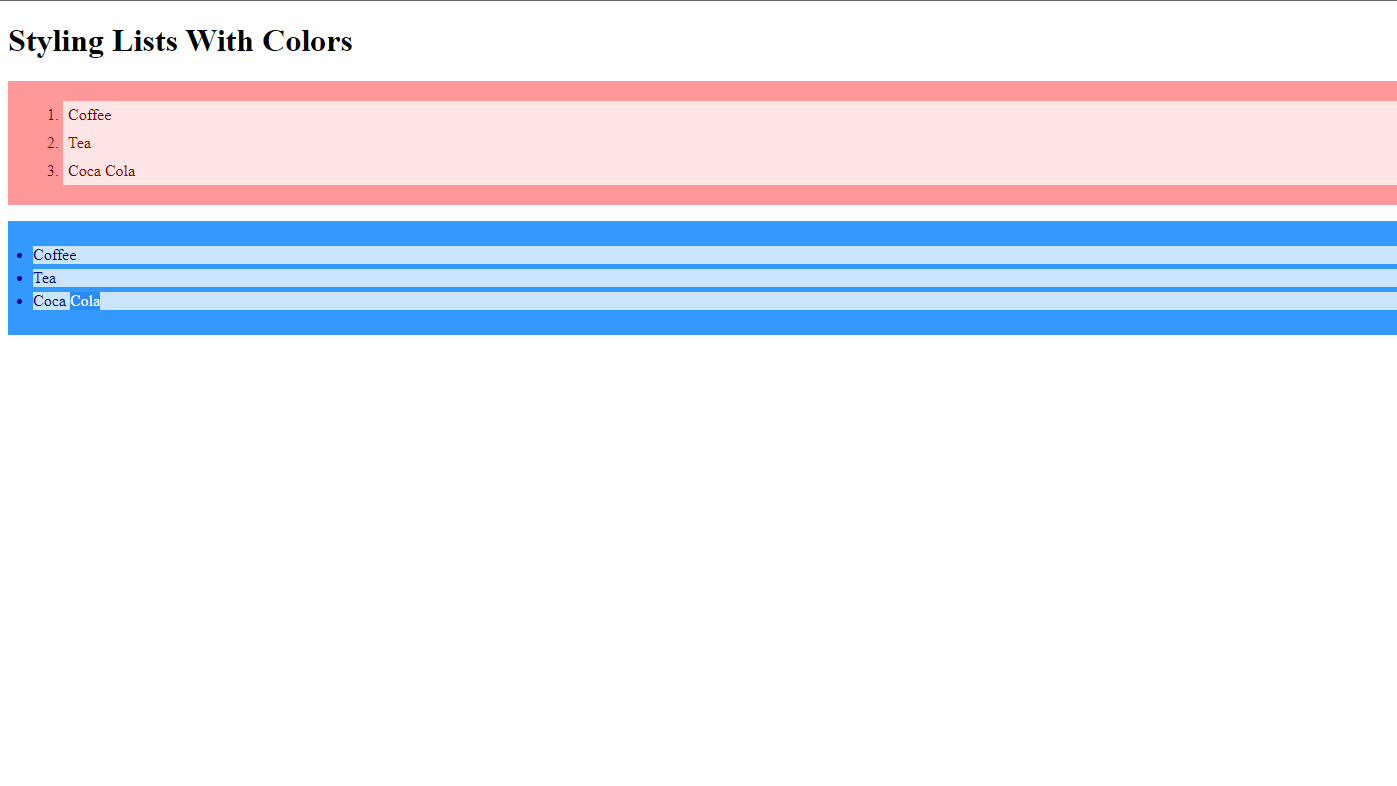 Styling Lists With Colors
1. Coffee
2. Tea
3. Coca Cola
• Coffee
• Tea
• Coca Cola